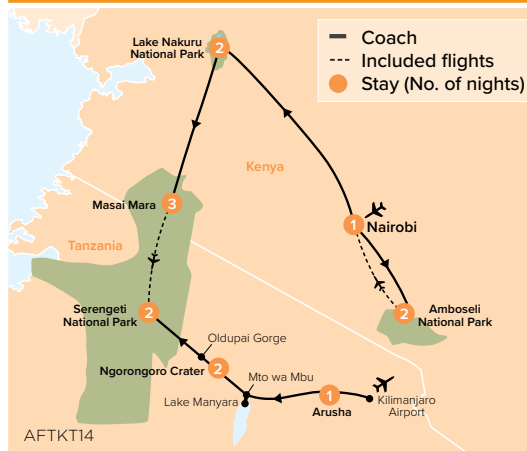 Coach
Included flights
Stay (No. of nights)
Lake Nakuru
National Park
2
Kenya
Masai Mara
3
1
Nairobi
Tanzania
Serengeti
National Park
2
2
Amboseli
National Park
Oldupai Gorge
Ngorongoro Crater
2
Mto wa Mbu
Lake Manyara
1
Arusha
Kilimanjaro
Airport
AFTKT14